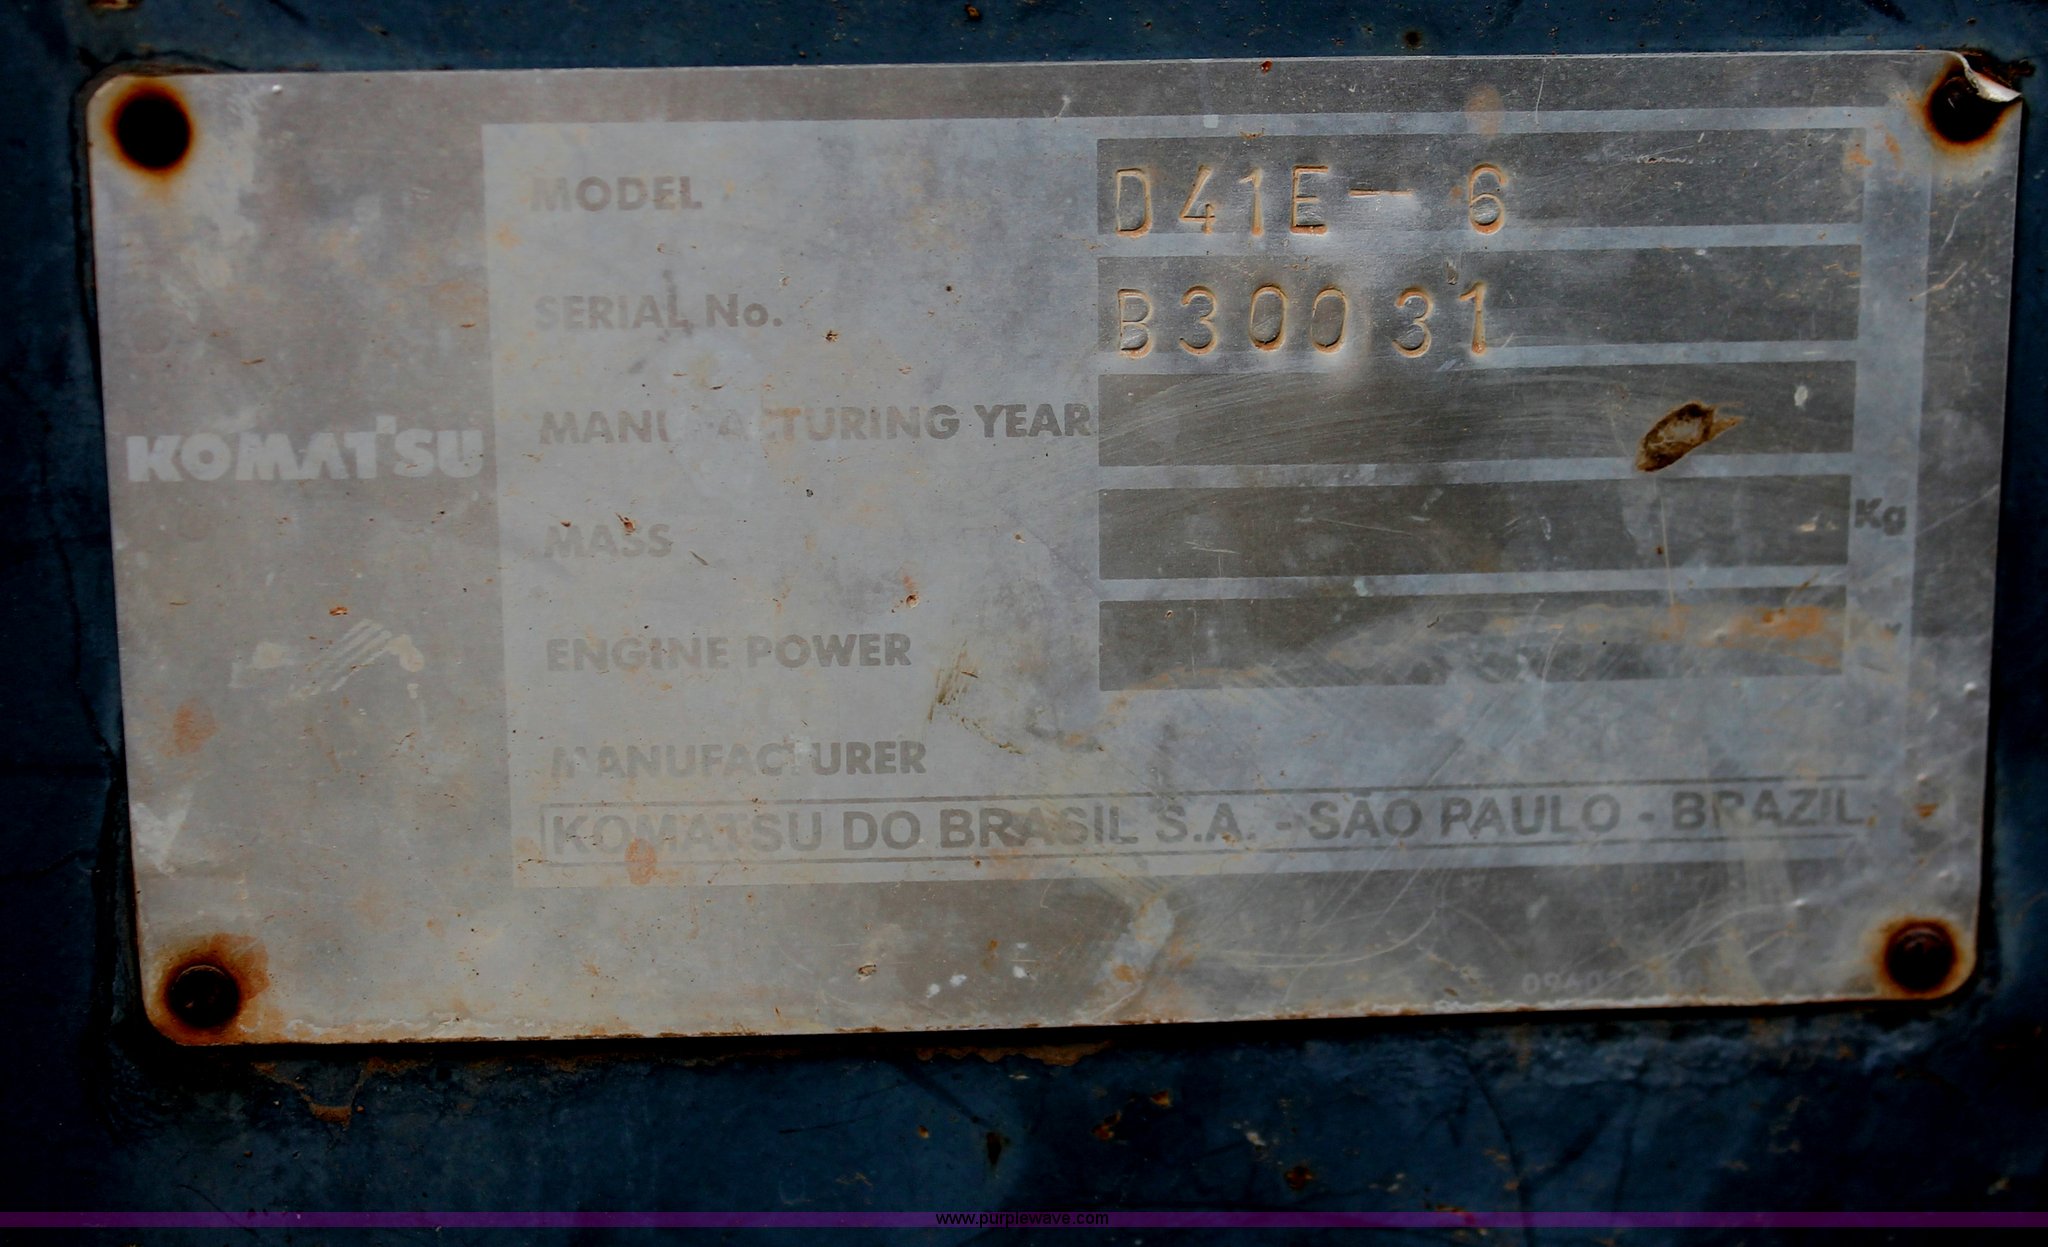 MODEL D41E-6
SERIAL No. B30031
MANUFACTURING YEAR
KOMATSU
MASS Kg
ENGINE POWER
MANUFACTURER
KOMATSU DO BRASIL S.A. - SÃO PAULO - BRAZIL
www.purplewave.com